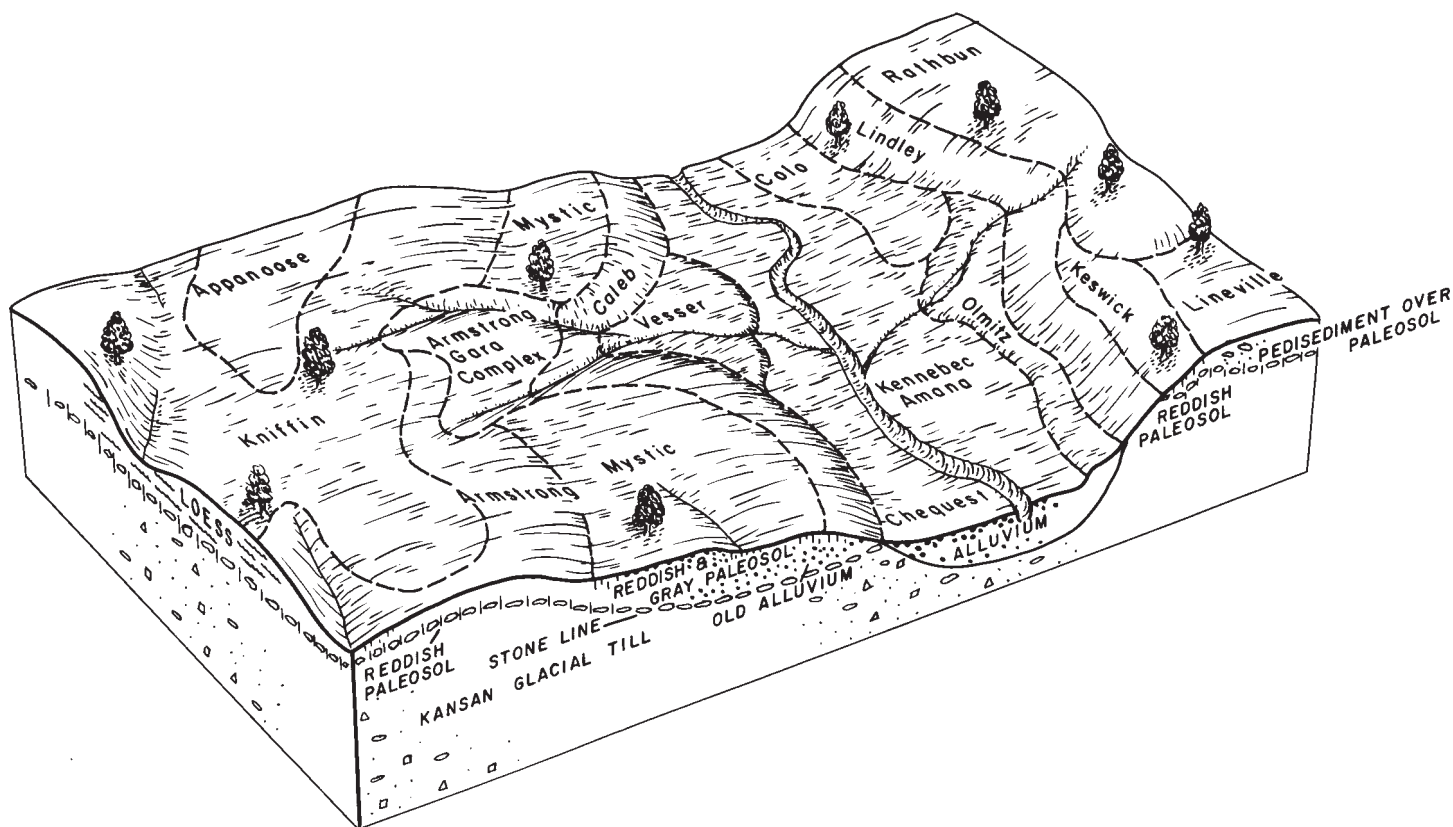 Rathbun
Lindley
Colo
Mystic
Appanoose
Caleb
Keswick
Lineville
Vesser
Olmitz
Armstrong
Gara
Complex
Kennebec
Amana
PEDISEDIMENT OVER
PALEOSOL
REDDISH
PALEOSOL
Kniffin
Mystic
Armstrong
Chequest
LOESS
ALLUVIUM
REDDISH &
GRAY PALEOSOL
OLD ALLUVIUM
STONE LINE
REDDISH
PALEOSOL
KANSAN GLACIAL TILL